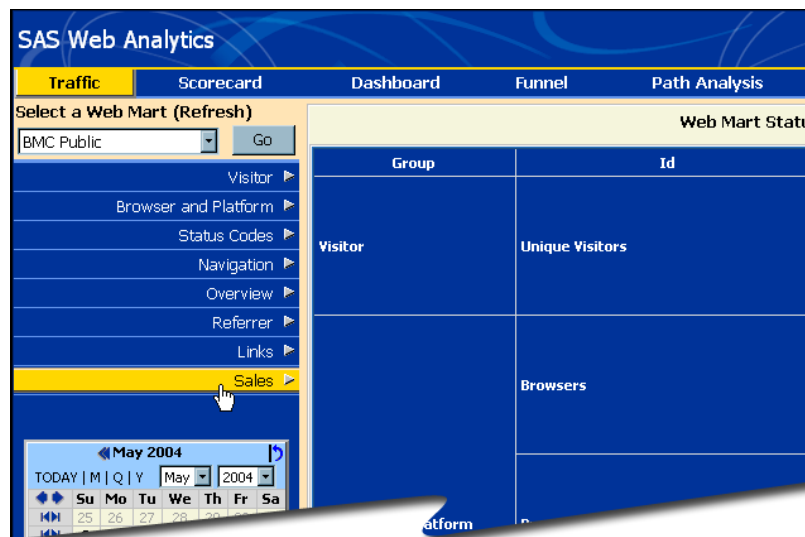 SAS Web Analytics
Traffic Scorecard Dashboard Funnel Path Analysis
Select a Web Mart (Refresh)
BMC Public Go
Visitor
Browser and Platform
Status Codes
Navigation
Overview
Referrer
Links
Sales
May 2004
TODAY | M | Q | Y May 2004
Su Mo Tu We Th Fr Sa
25 26 27 28 29
Web Mart Statu
Group Id
Visitor Unique Visitors
Browsers
atform